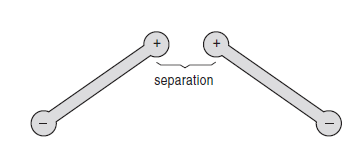 + +
separation
− −